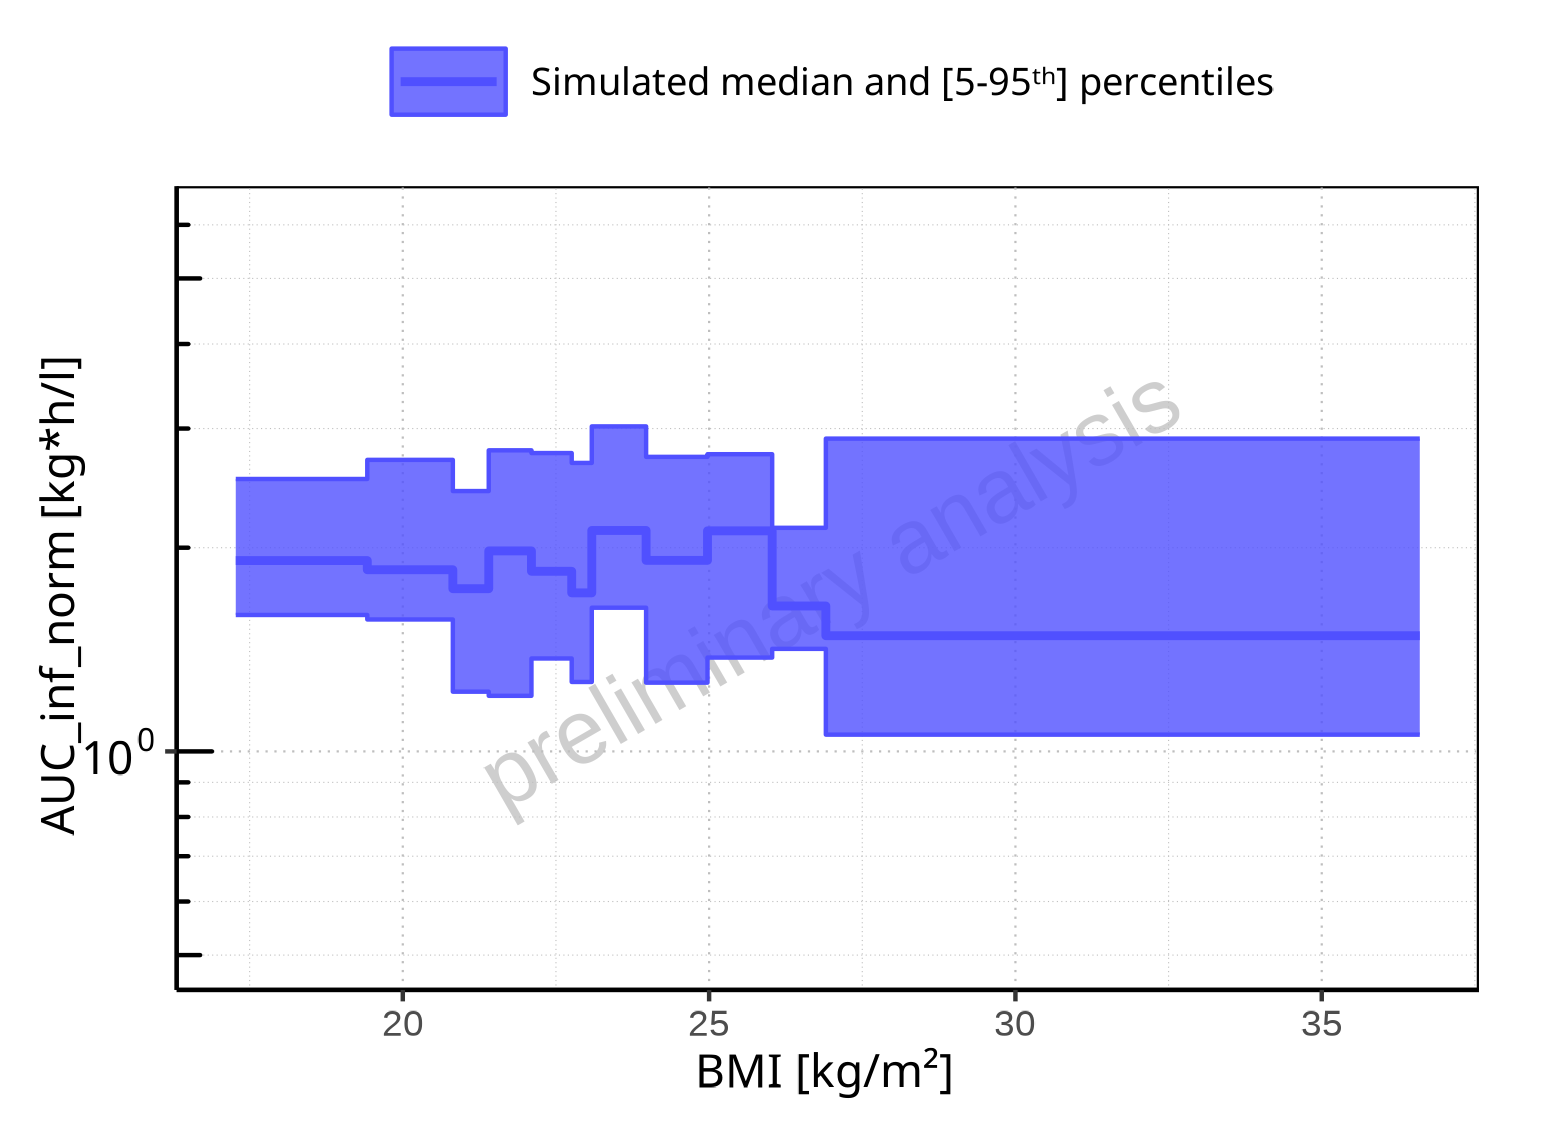 Simulated median and [5-95ᵗʰ] percentiles
AUC_inf_norm [kg*h/l]
10⁰
preliminary analysis
20 25 30 35
BMI [kg/m²]